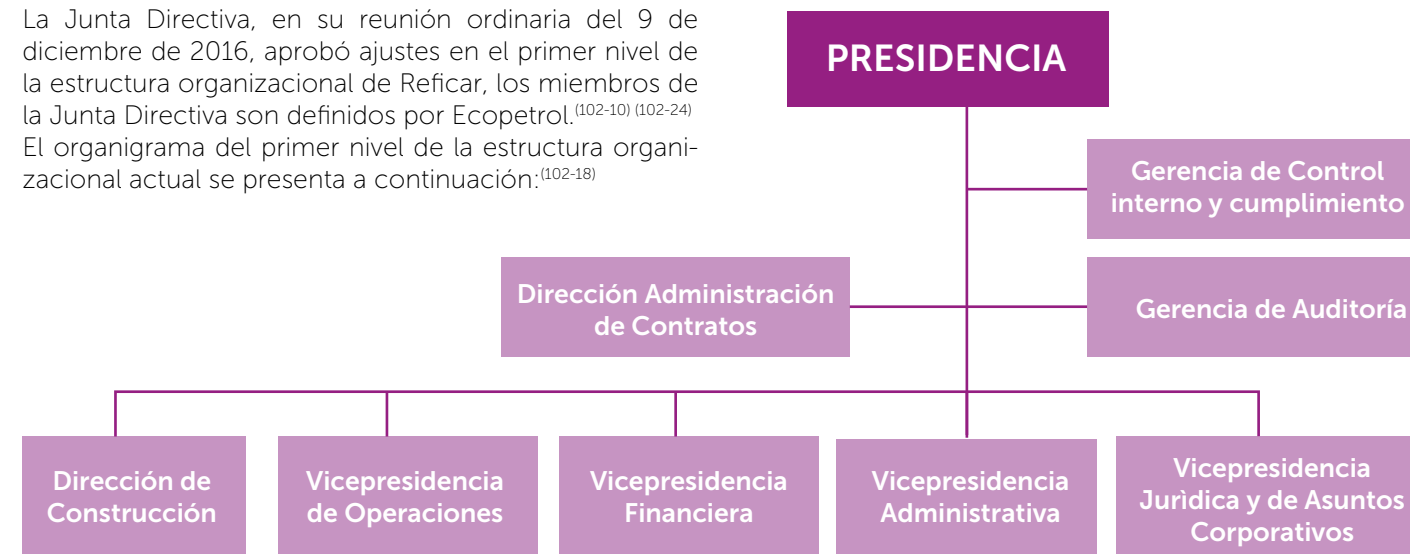 La Junta Directiva, en su reunión ordinaria del 9 de
diciembre de 2016, aprobó ajustes en el primer nivel de
la estructura organizacional de Reficar, los miembros de
la Junta Directiva son definidos por Ecopetrol.(102-10) (102-24)
El organigrama del primer nivel de la estructura organi-
zacional actual se presenta a continuación:(102-18)
PRESIDENCIA
Gerencia de Control
interno y cumplimiento
Dirección Administración
de Contratos
Gerencia de Auditoría
Dirección de
Construcción
Vicepresidencia
de Operaciones
Vicepresidencia
Financiera
Vicepresidencia
Administrativa
Vicepresidencia
Jurìdica y de Asuntos
Corporativos